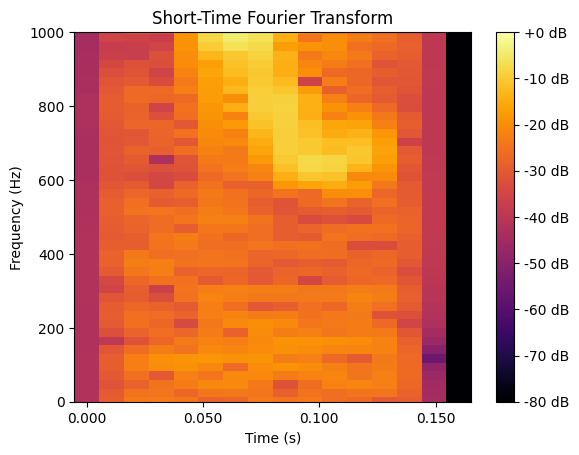 Short-Time Fourier Transform
1000
800
600
400
200
0
Frequency (Hz)
0.000
0.050
0.100
0.150
Time (s)
+0 dB
-10 dB
-20 dB
-30 dB
-40 dB
-50 dB
-60 dB
-70 dB
-80 dB